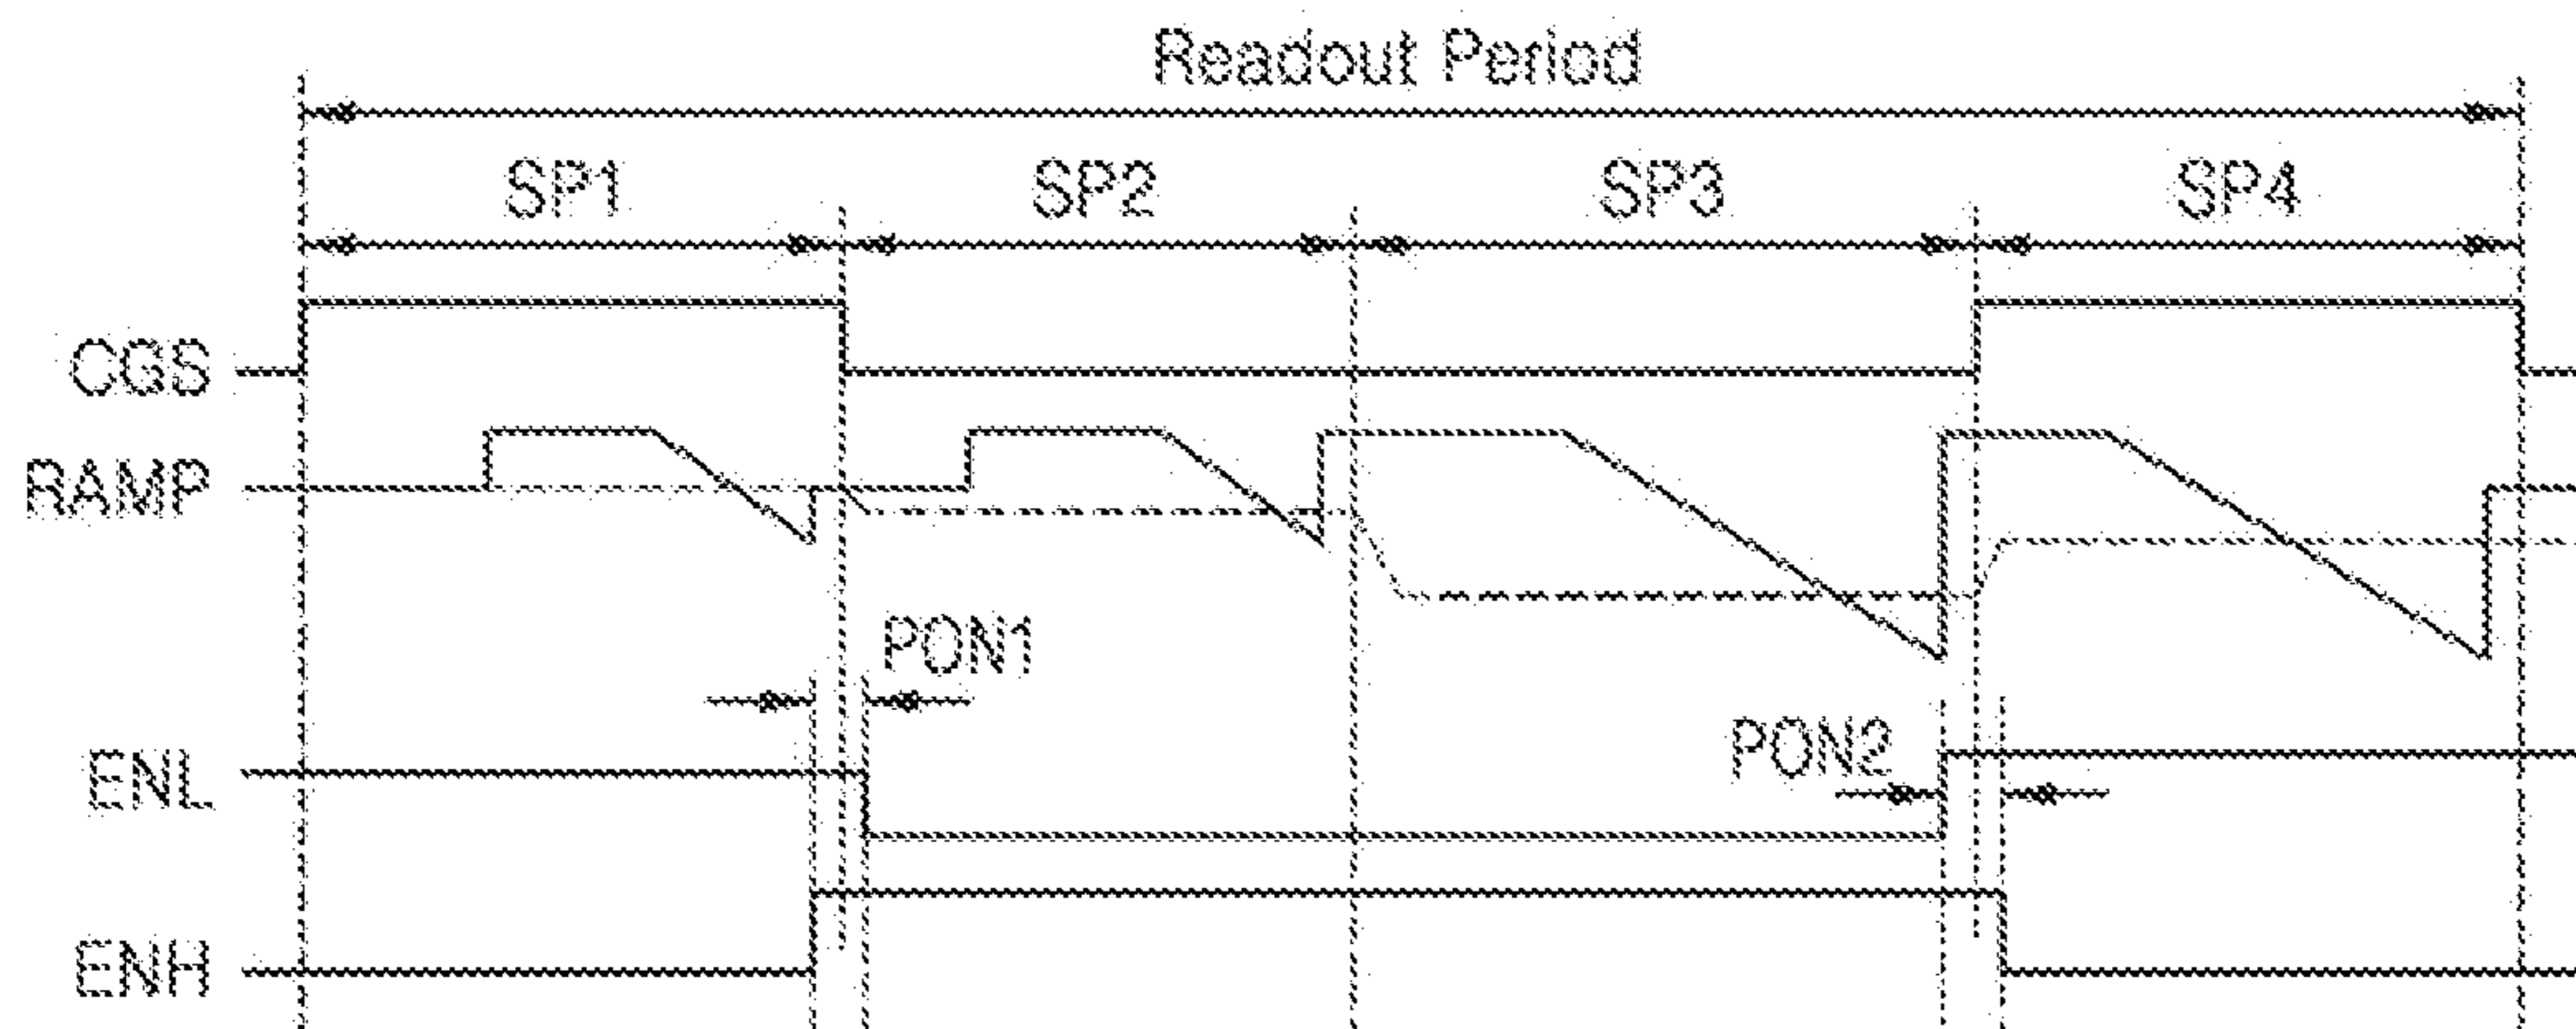 Readout Period
SP1 SP2 SP3 SP4
CGS
RAMP
PON1
PON2
ENL
ENH